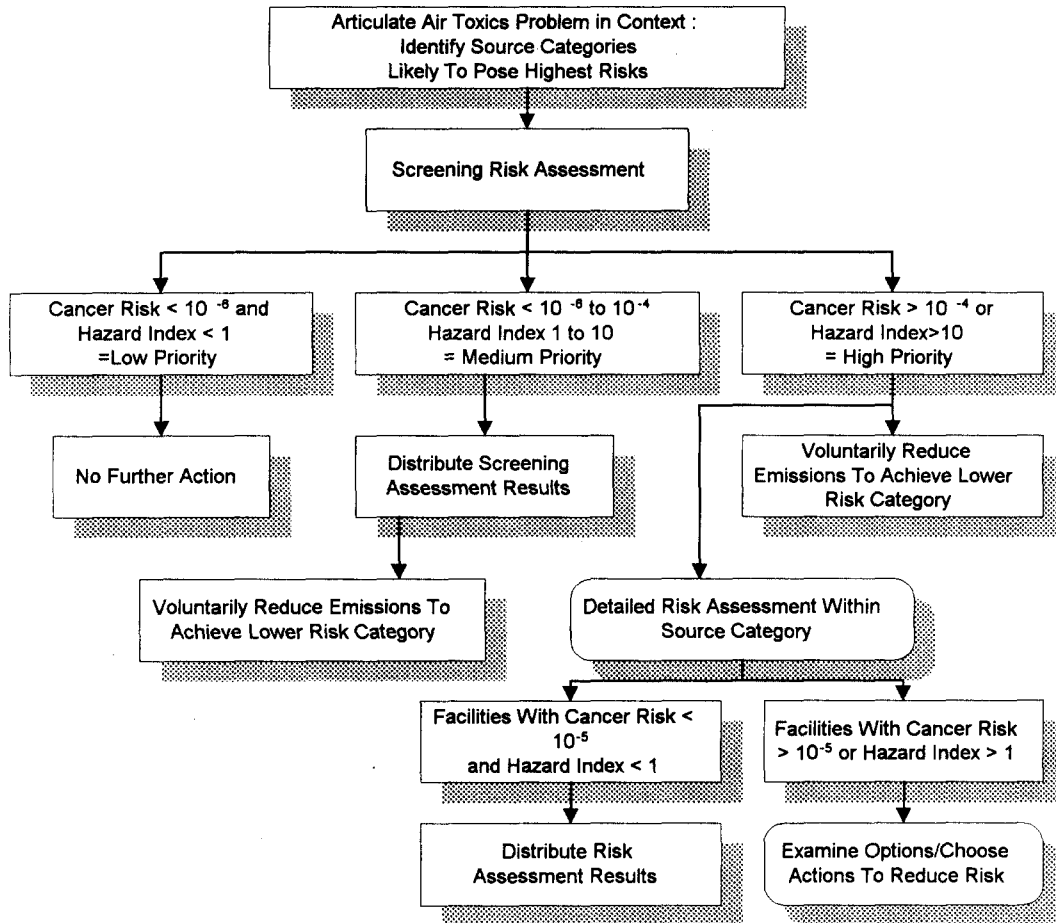 Articulate Air Toxics Problem in Context :
Identify Source Categories
Likely To Pose Highest Risks
Screening Risk Assessment
Cancer Risk < 10 -6 and
Hazard Index < 1
=Low Priority
Cancer Risk < 10 -6 to 10-4
Hazard Index 1 to 10
= Medium Priority
Cancer Risk > 10 -4 or
Hazard Index>10
= High Priority
No Further Action
Distribute Screening
Assessment Results
Voluntarily Reduce
Emissions To Achieve Lower
Risk Category
Voluntarily Reduce Emissions To
Achieve Lower Risk Category
Detailed Risk Assessment Within
Source Category
Facilities With Cancer Risk <
10-5
and Hazard Index < 1
Facilities With Cancer Risk
> 10-5 or Hazard Index > 1
Distribute Risk
Assessment Results
Examine Options/Choose
Actions To Reduce Risk